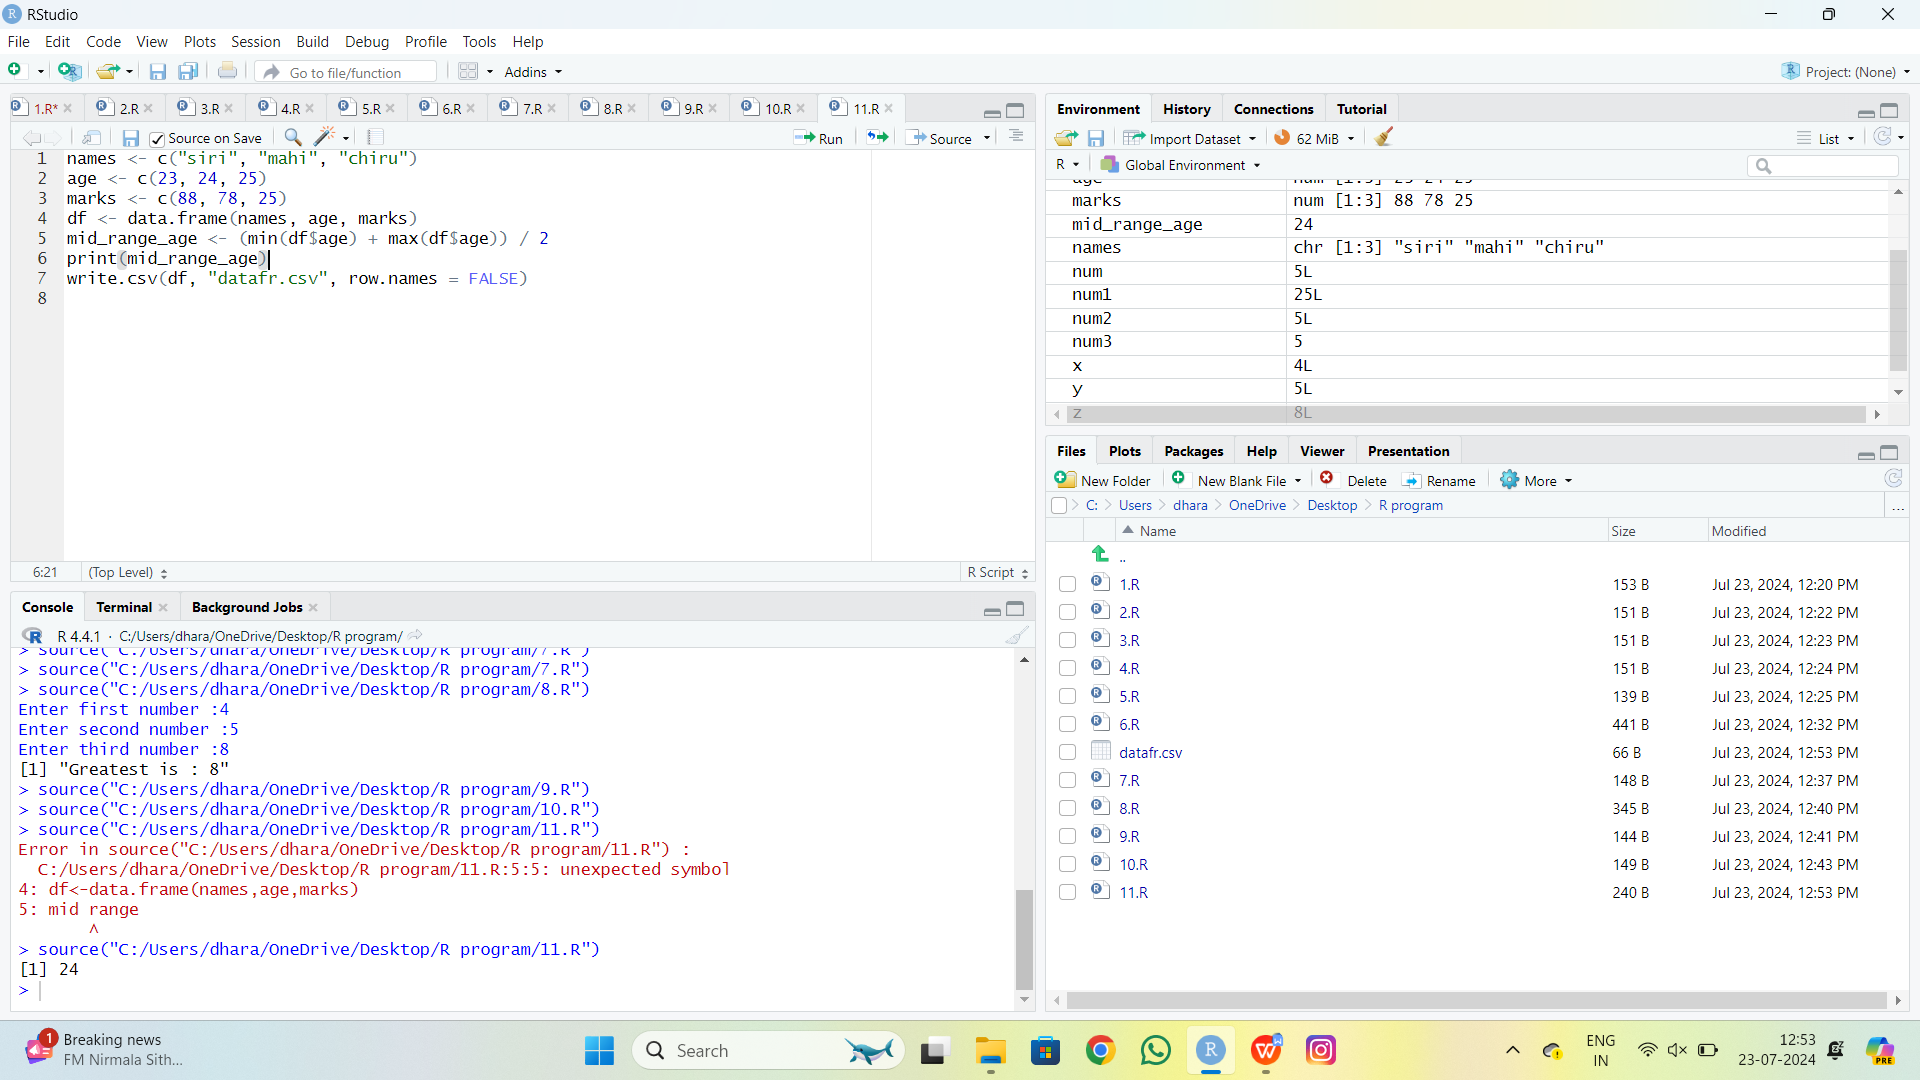 RStudio
File Edit Code View Plots Session Build Debug Profile Tools Help
Go to file/function Addins Project: (None)
1.R* 2.R 3.R 4.R 5.R 6.R 7.R 8.R 9.R 10.R 11.R
Source on Save Run Source
1 names <- c("siri", "mahi", "chiru")
2 age <- c(23, 24, 25)
3 marks <- c(88, 78, 25)
4 df <- data.frame(names, age, marks)
5 mid_range_age <- (min(df$age) + max(df$age)) / 2
6 print(mid_range_age)
7 write.csv(df, "datafr.csv", row.names = FALSE)
8
6:21 (Top Level) R Script
Console Terminal Background Jobs
R 4.4.1 · C:/Users/dhara/OneDrive/Desktop/R program/
> source("C:/Users/dhara/OneDrive/Desktop/R program/7.R")
> source("C:/Users/dhara/OneDrive/Desktop/R program/7.R")
> source("C:/Users/dhara/OneDrive/Desktop/R program/8.R")
Enter first number :4
Enter second number :5
Enter third number :8
[1] "Greatest is : 8"
> source("C:/Users/dhara/OneDrive/Desktop/R program/9.R")
> source("C:/Users/dhara/OneDrive/Desktop/R program/10.R")
> source("C:/Users/dhara/OneDrive/Desktop/R program/11.R")
Error in source("C:/Users/dhara/OneDrive/Desktop/R program/11.R") :
C:/Users/dhara/OneDrive/Desktop/R program/11.R:5:5: unexpected symbol
4: df<-data.frame(names,age,marks)
5: mid range
^
> source("C:/Users/dhara/OneDrive/Desktop/R program/11.R")
[1] 24
>
Environment History Connections Tutorial
Import Dataset 62 MiB List
R Global Environment
age num [1:3] 23 24 25
marks num [1:3] 88 78 25
mid_range_age 24
names chr [1:3] "siri" "mahi" "chiru"
num 5L
num1 25L
num2 5L
num3 5
x 4L
y 5L
z 8L
Files Plots Packages Help Viewer Presentation
New Folder New Blank File Delete Rename More
C: Users dhara OneDrive Desktop R program ...
Name Size Modified
..
1.R 153 B Jul 23, 2024, 12:20 PM
2.R 151 B Jul 23, 2024, 12:22 PM
3.R 151 B Jul 23, 2024, 12:23 PM
4.R 151 B Jul 23, 2024, 12:24 PM
5.R 139 B Jul 23, 2024, 12:25 PM
6.R 441 B Jul 23, 2024, 12:32 PM
datafr.csv 66 B Jul 23, 2024, 12:53 PM
7.R 148 B Jul 23, 2024, 12:37 PM
8.R 345 B Jul 23, 2024, 12:40 PM
9.R 144 B Jul 23, 2024, 12:41 PM
10.R 149 B Jul 23, 2024, 12:43 PM
11.R 240 B Jul 23, 2024, 12:53 PM
1 Breaking news
FM Nirmala Sith...
Search
ENG
IN
12:53
23-07-2024
PRE